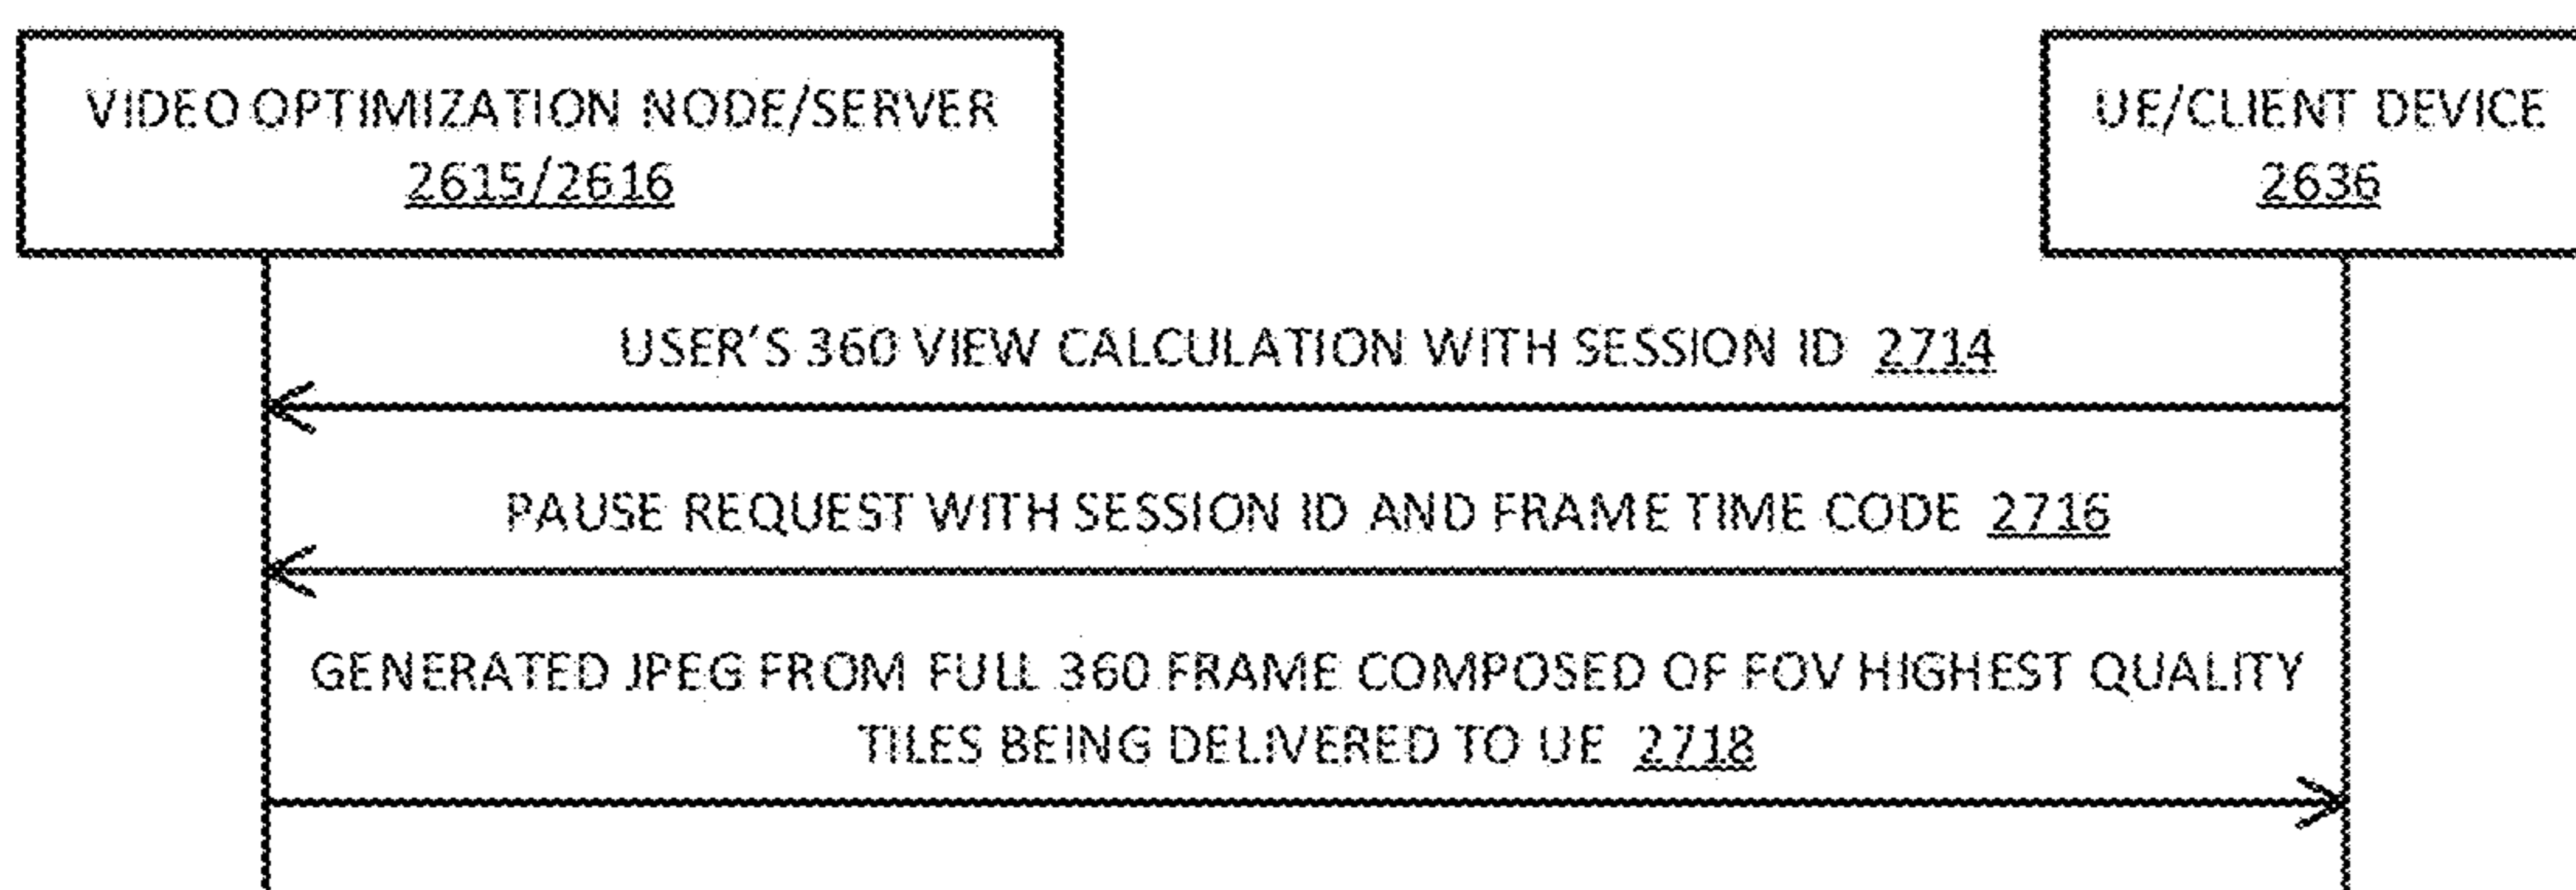 VIDEO OPTIMIZATION NODE/SERVER
2615/2616
UE/CLIENT DEVICE
2636
USER'S 360 VIEW CALCULATION WITH SESSION ID 2714
PAUSE REQUEST WITH SESSION ID AND FRAME TIME CODE 2716
GENERATED JPEG FROM FULL 360 FRAME COMPOSED OF FOV HIGHEST QUALITY
TILES BEING DELIVERED TO UE 2718